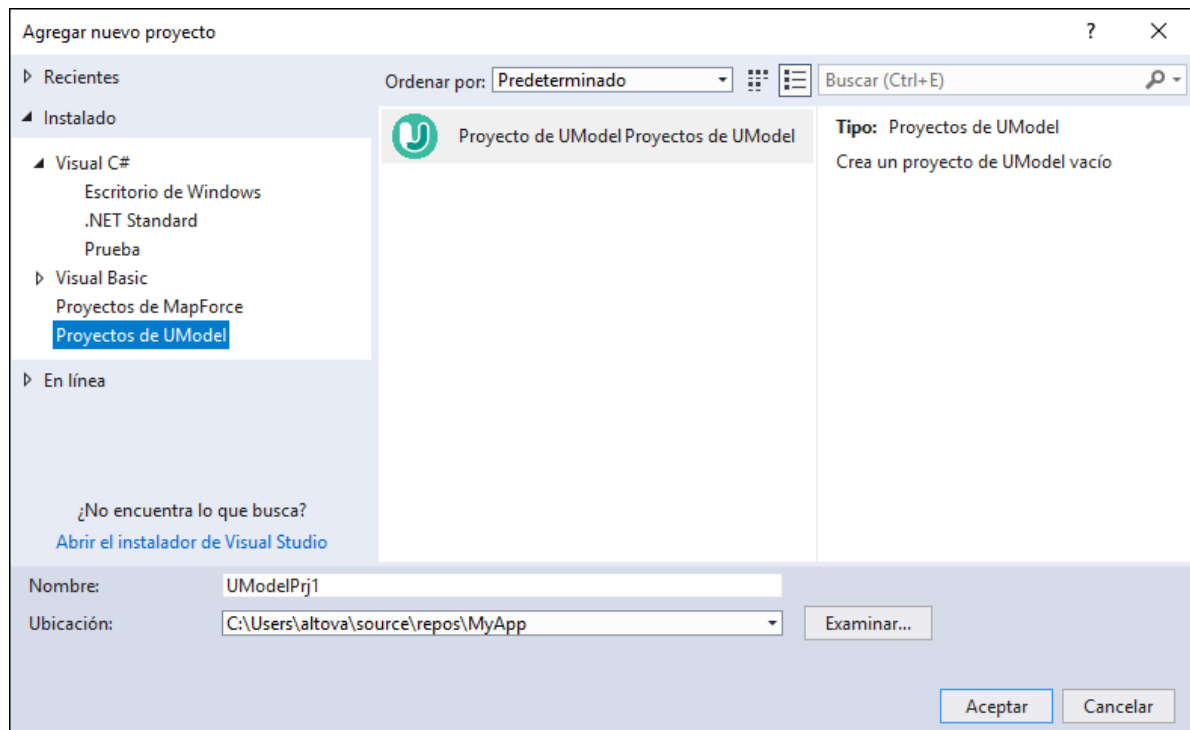 Agregar nuevo proyecto
?
Recientes
Instalado
Visual C#
Escritorio de Windows
.NET Standard
Prueba
Visual Basic
Proyectos de MapForce
Proyectos de UModel
En línea
¿No encuentra lo que busca?
Abrir el instalador de Visual Studio
Ordenar por: Predeterminado
Buscar (Ctrl+E)
Proyecto de UModel Proyectos de UModel
Tipo: Proyectos de UModel
Crea un proyecto de UModel vacío
Nombre: UModelPrj1
Ubicación: C:\Users\altova\source\repos\MyApp
Examinar...
Aceptar
Cancelar